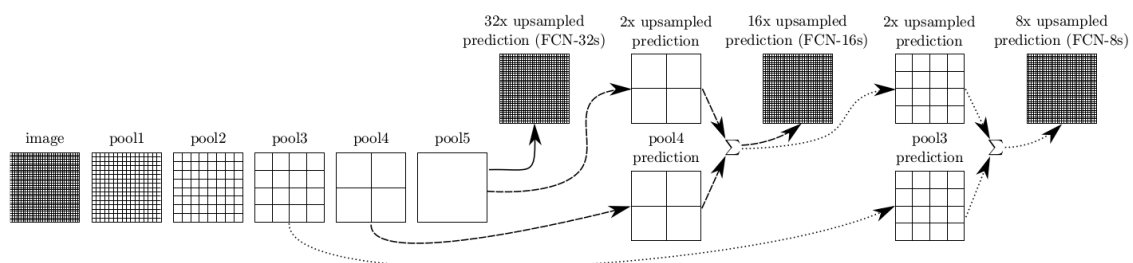 32x upsampled
prediction (FCN-32s)
2x upsampled
prediction
16x upsampled
prediction (FCN-16s)
2x upsampled
prediction
8x upsampled
prediction (FCN-8s)
image
pool1
pool2
pool3
pool4
pool5
pool4
prediction
∑
pool3
prediction
∑